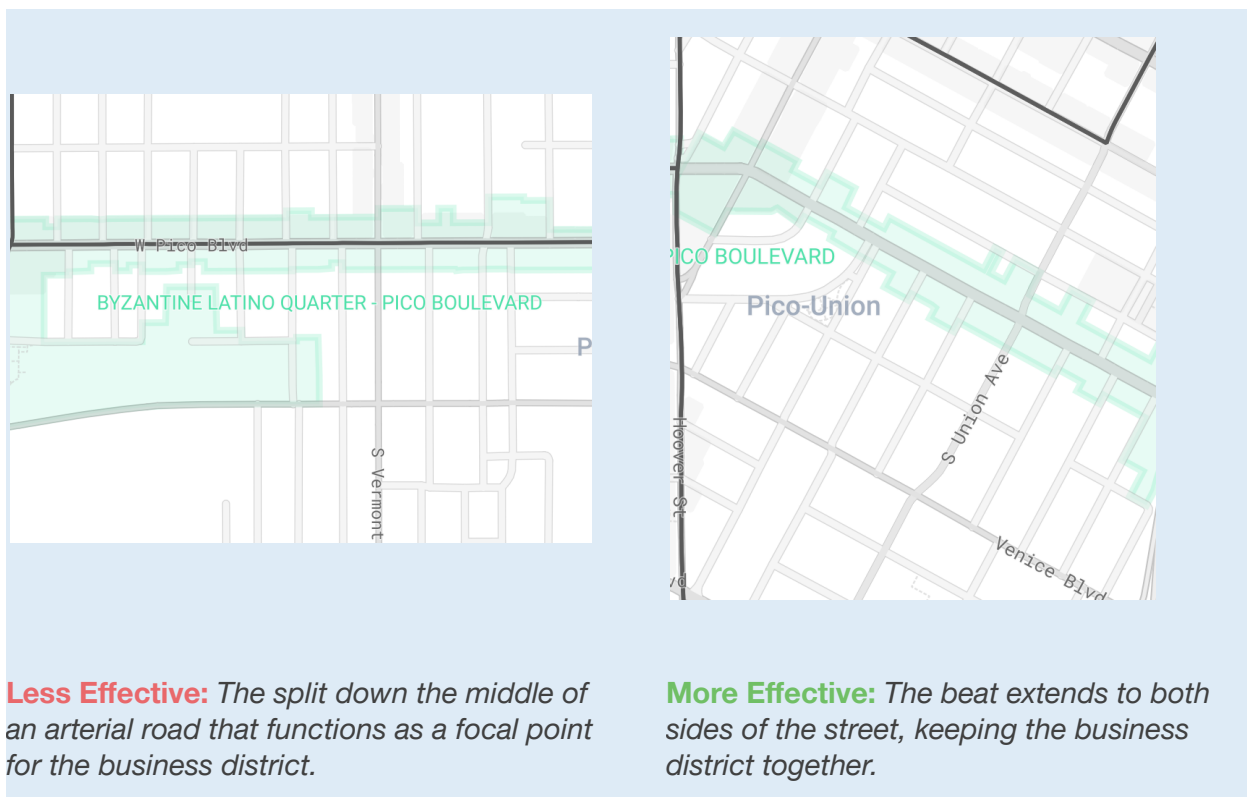 W Pico Blvd
BYZANTINE LATINO QUARTER - PICO BOULEVARD
P
S Vermont
PICO BOULEVARD
Pico-Union
S Union Ave
Hoover St
Venice Blvd
vd
Less Effective: The split down the middle of
an arterial road that functions as a focal point
for the business district.
More Effective: The beat extends to both
sides of the street, keeping the business
district together.